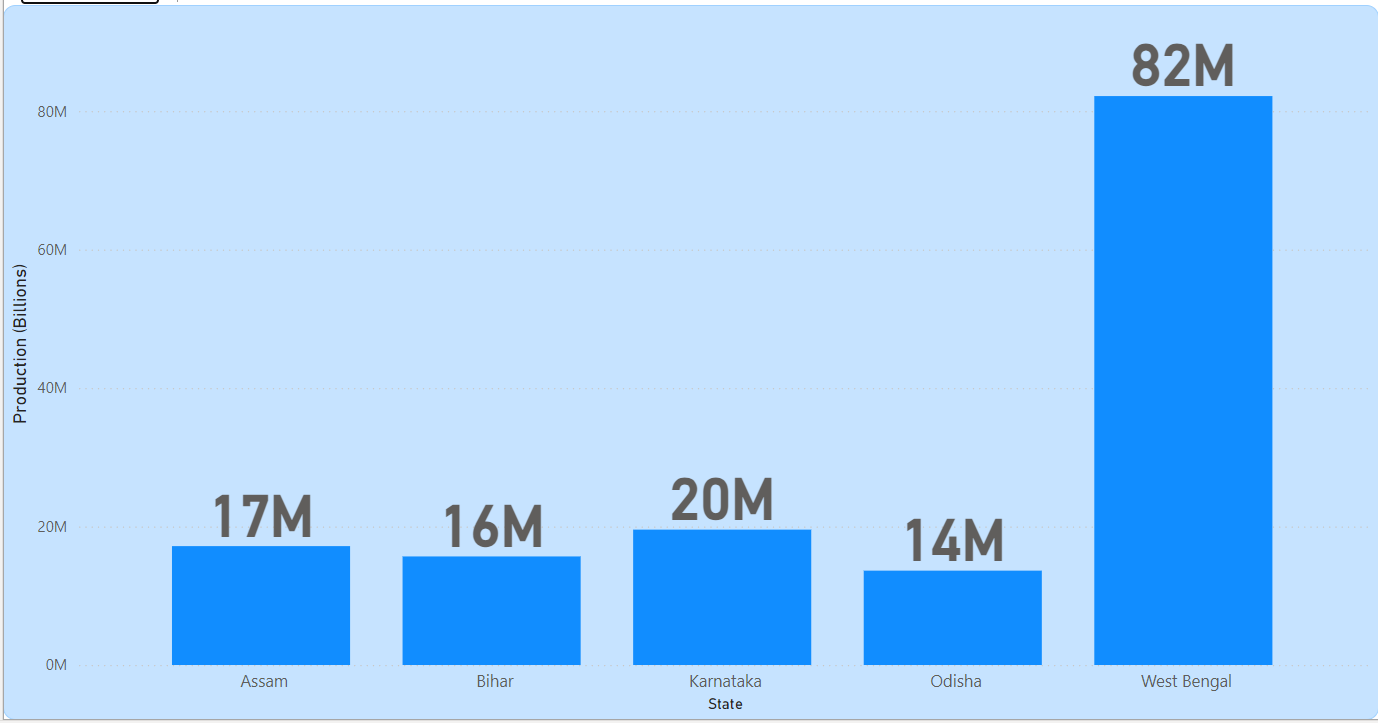 82M
80M
60M
Production (Billions)
40M
20M
17M
16M
20M
14M
0M
Assam
Bihar
Karnataka
Odisha
West Bengal
State